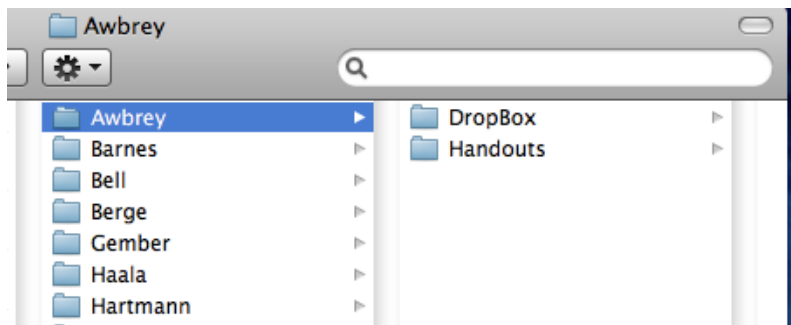 Awbrey
Awbrey
Barnes
Bell
Berge
Gember
Haala
Hartmann
DropBox
Handouts